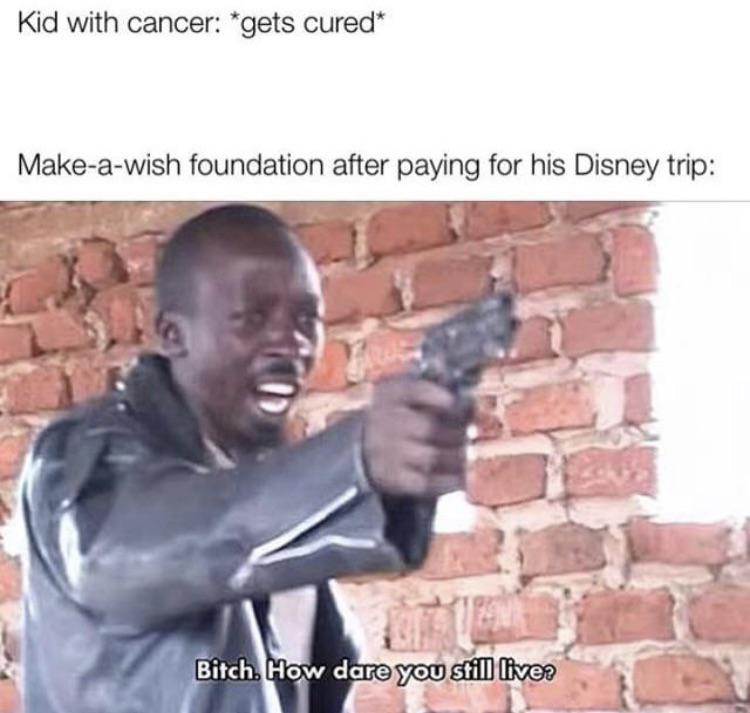 Kid with cancer: *gets cured*
Make-a-wish foundation after paying for his Disney trip:
Bitch. How dare you still live?